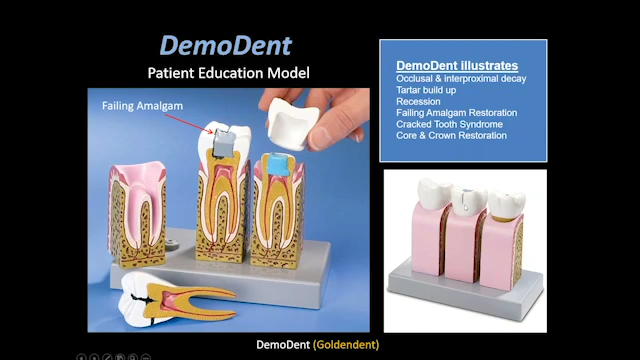 DemoDent
Patient Education Model
Failing Amalgam
DemoDent illustrates
Occlusal & interproximal decay
Tartar build up
Recession
Failing Amalgam Restoration
Cracked Tooth Syndrome
Core & Crown Restoration
DemoDent (Goldendent)